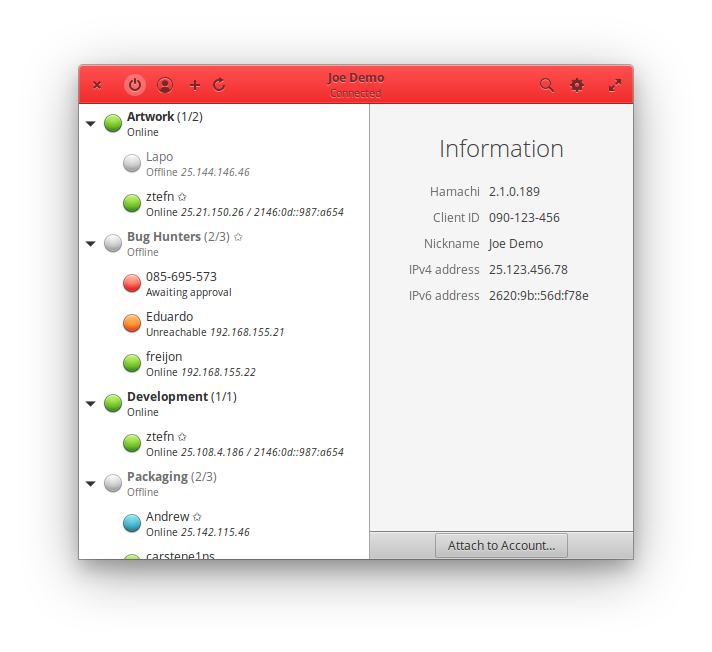 Joe Demo
Connected
Artwork (1/2)
Online
Lapo
Offline 25.144.146.46
ztefn ✩
Online 25.21.150.26 / 2146:0d::987:a654
Bug Hunters (2/3) ✩
Offline
085-695-573
Awaiting approval
Eduardo
Unreachable 192.168.155.21
freijon
Online 192.168.155.22
Development (1/1)
Online
ztefn ✩
Online 25.108.4.186 / 2146:0d::987:a654
Packaging (2/3)
Offline
Andrew ✩
Online 25.142.115.46
carstene1ns
Information
Hamachi 2.1.0.189
Client ID 090-123-456
Nickname Joe Demo
IPv4 address 25.123.456.78
IPv6 address 2620:9b::56d:f78e
Attach to Account...